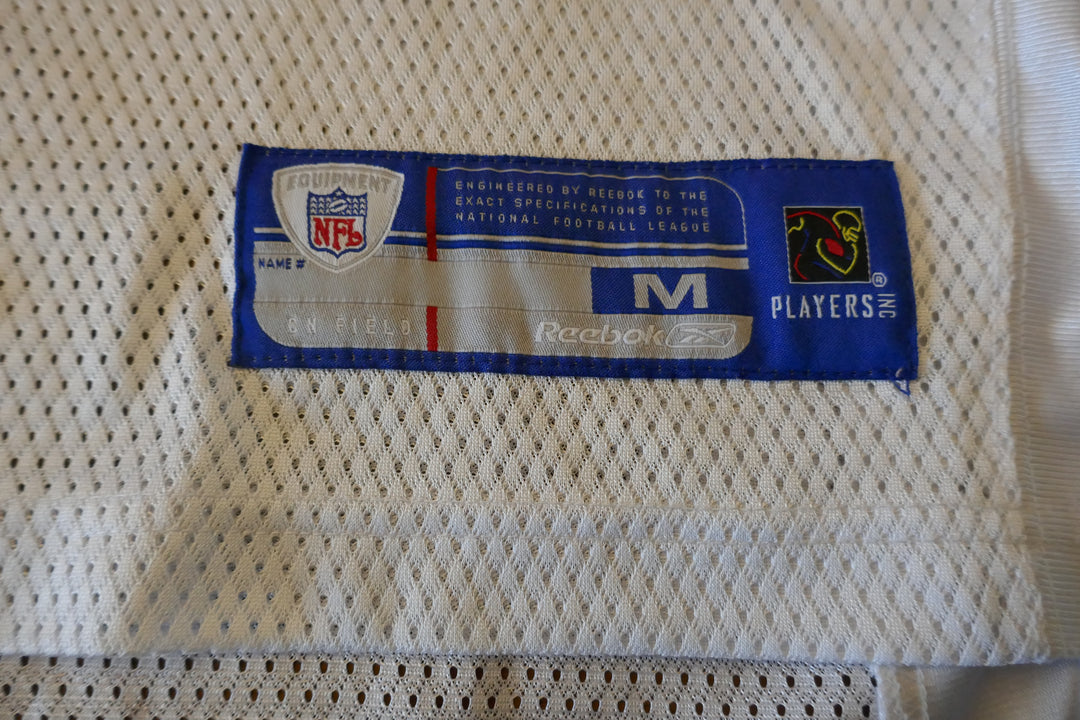 EQUIPMENT
NFL
ENGINEERED BY REEBOK TO THE
EXACT SPECIFICATIONS OF THE
NATIONAL FOOTBALL LEAGUE
NAME #
M
ON FIELD
Reebok
PLAYERS INC
®